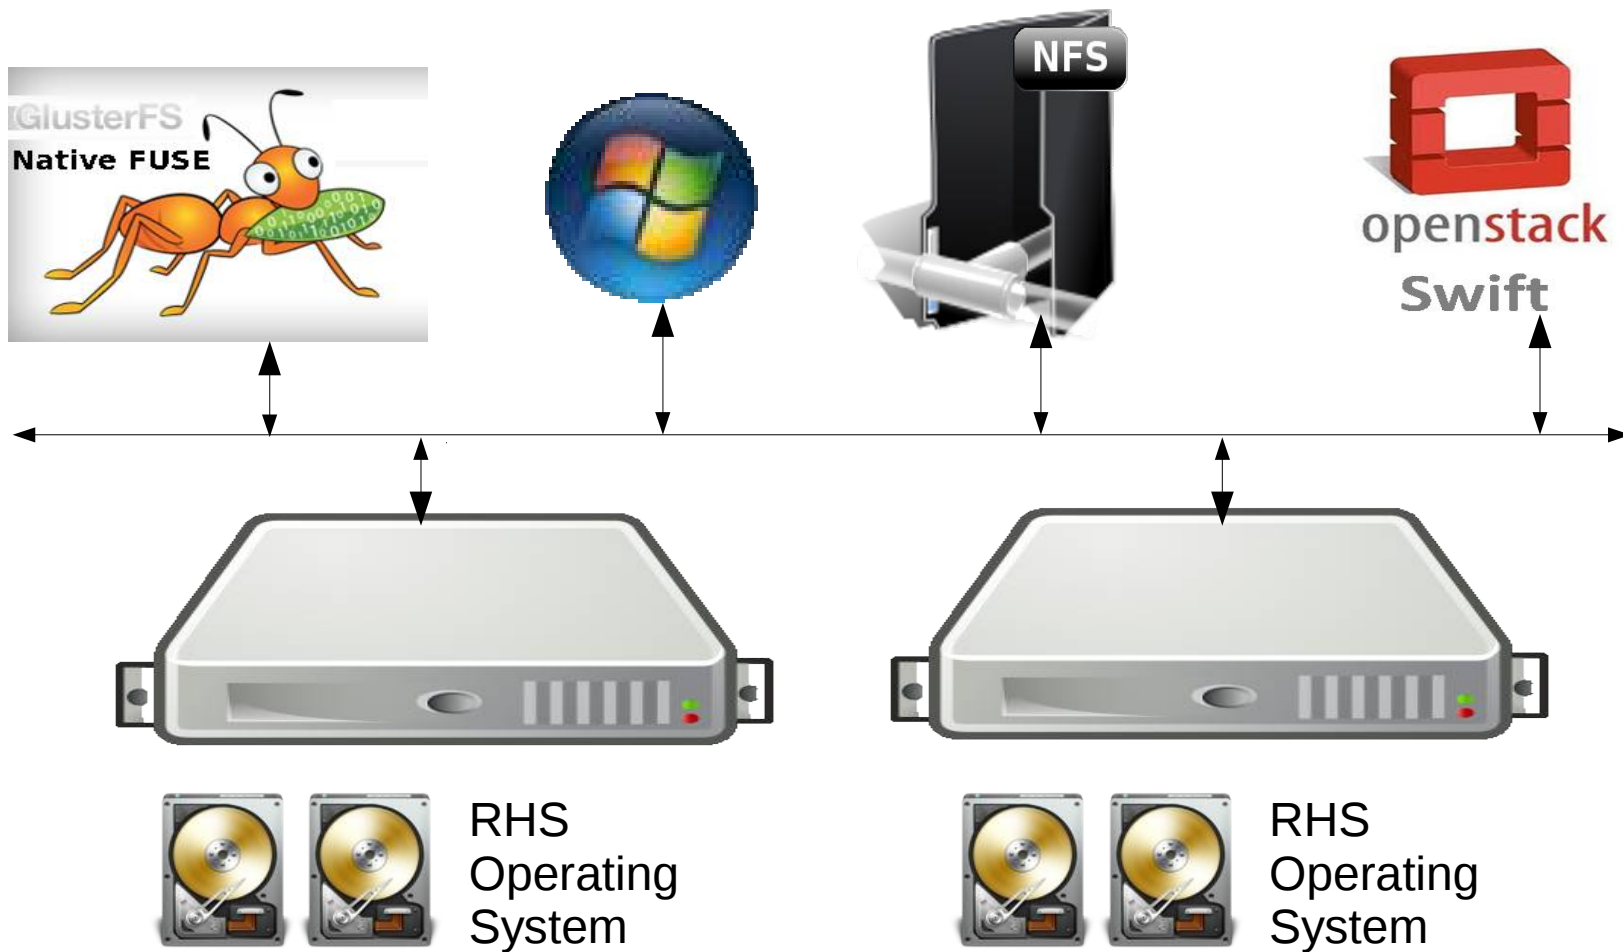 GlusterFS
Native FUSE
NFS
openstack
Swift
RHS
Operating
System
RHS
Operating
System